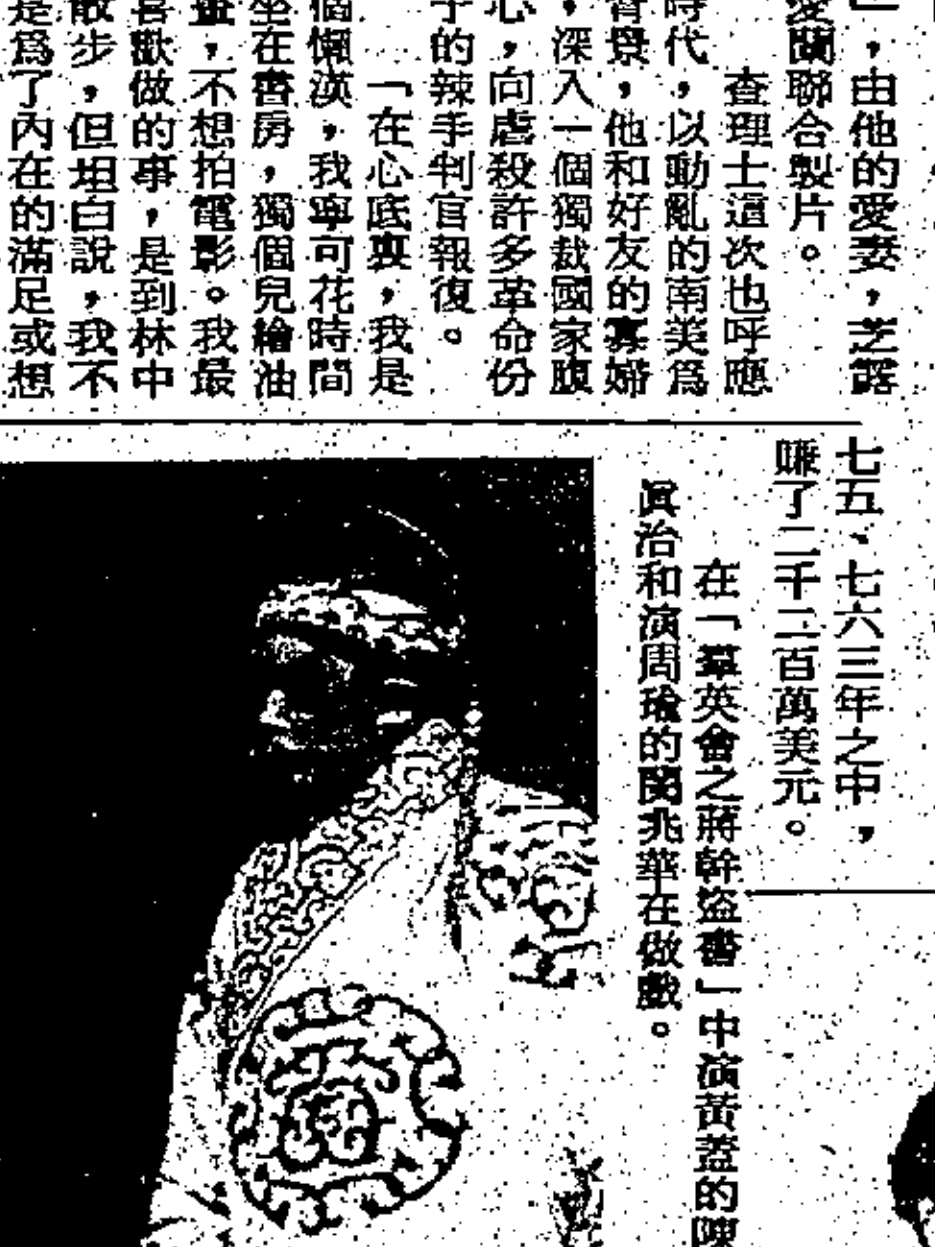 」，由他的愛妻，芝露
愛蘭聯合製片。
查理士這次也呼應
時代，以動亂的南美爲
背景，他和好友的寡婦
，深入一個獨裁國家腹
心，向虐殺許多革命份
子的辣手判官報復。
「在心底裏，我是
個懶漢，我寧可花時間
坐在書房，獨個兒繪油
畫，不想拍電影。我最
喜歡做的事，是到林中
散步，但坦白說，我不
是爲了內在的滿足或想
七五、七六三年之中，
賺了二千二百萬美元。
在「羣英會之蔣幹盜書」中演黃蓋的陳
眞治和演周瑜的閔兆華在做戲。